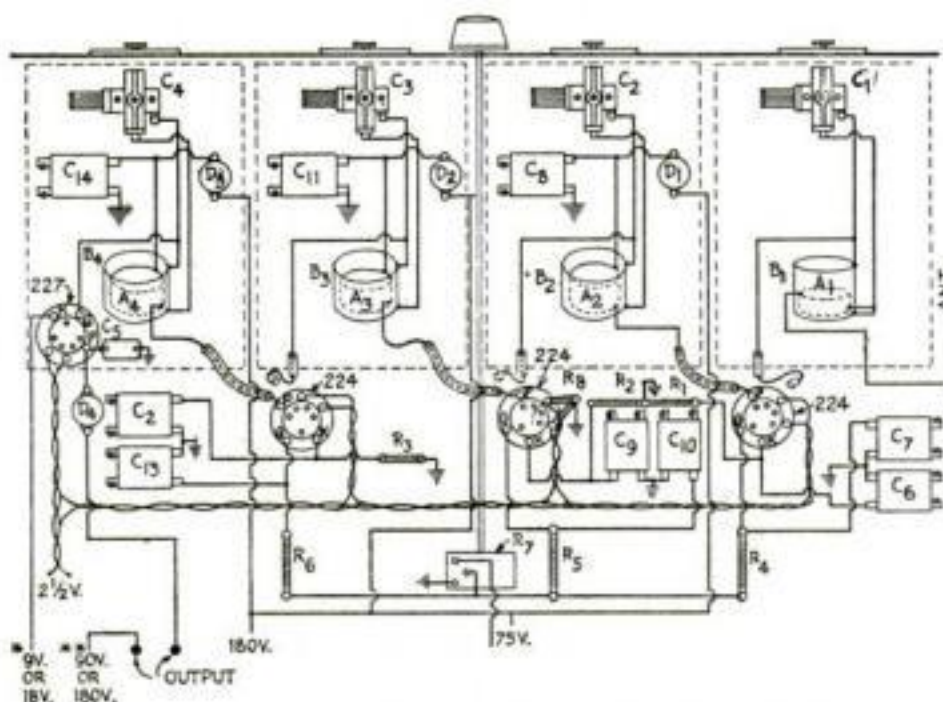 C4
C3
C2
C1
C14
D3
C11
D2
C8
D1
B4
A4
B3
A3
B2
A2
B1
A1
227
C5
224
224
R8
R2
R1
224
D4
C2
C13
R3
C9
C10
C7
C6
R6
R7
R5
R4
2½V.
180V.
75V.
9V.
OR
18V.
90V.
OR
180V.
OUTPUT